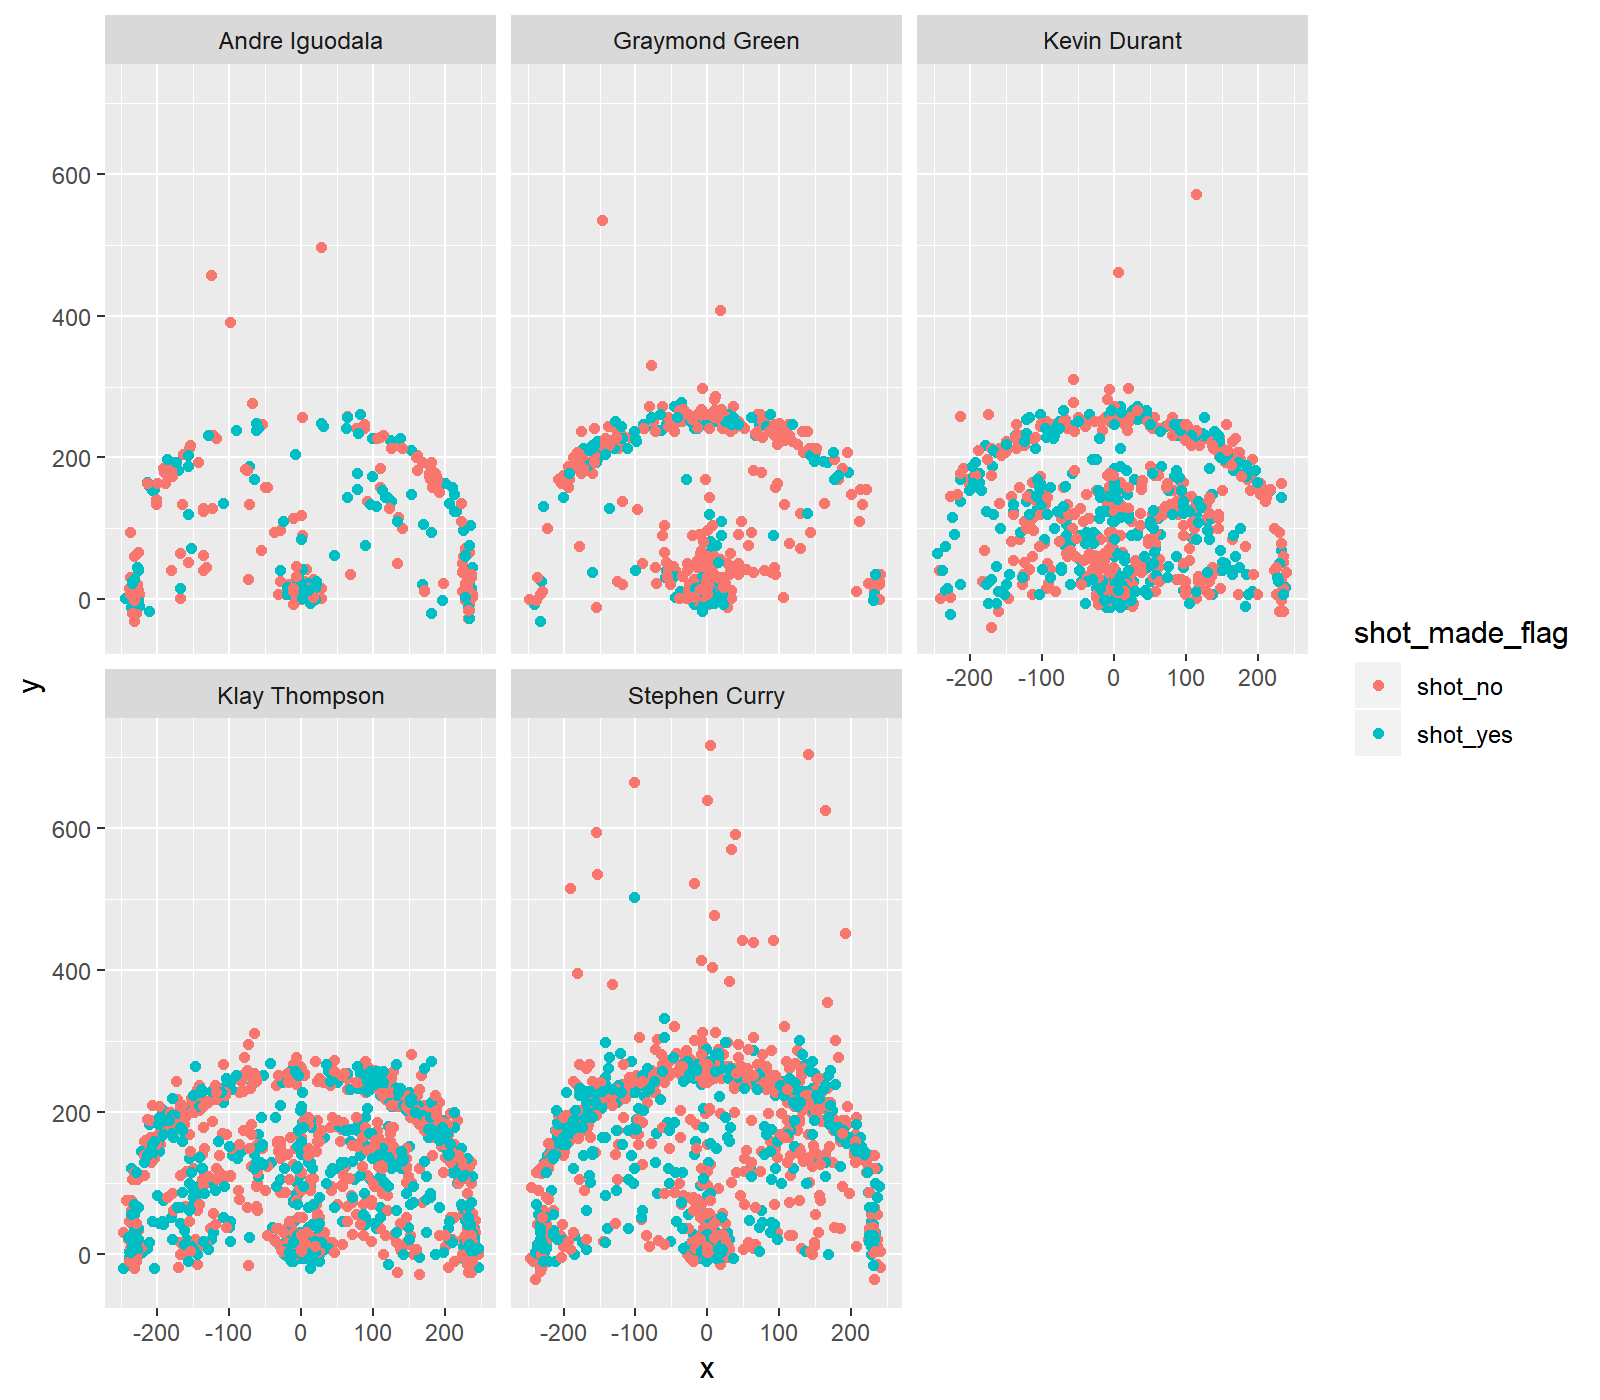 Andre Iguodala
Graymond Green
Kevin Durant
600
400
200
0
-200 -100 0 100 200
y
Klay Thompson
Stephen Curry
600
400
200
0
-200 -100 0 100 200
-200 -100 0 100 200
x
shot_made_flag
shot_no
shot_yes